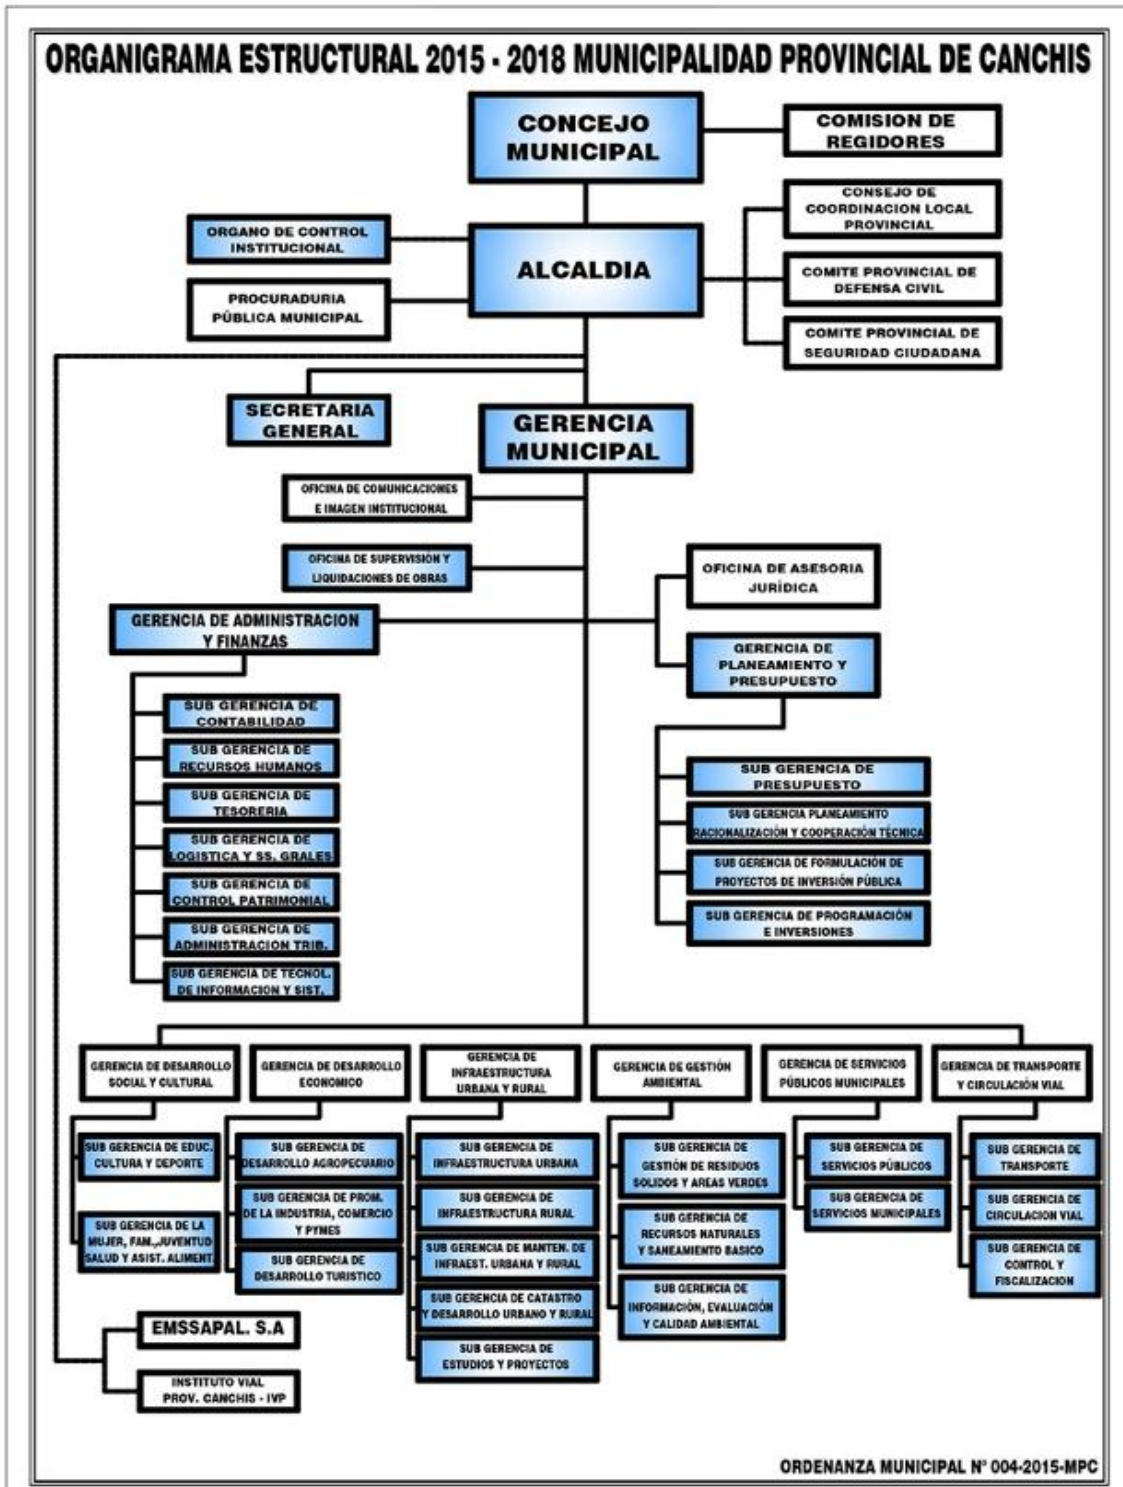 ORGANIGRAMA ESTRUCTURAL 2015 - 2018 MUNICIPALIDAD PROVINCIAL DE CANCHIS
CONCEJO
MUNICIPAL
COMISION DE
REGIDORES
CONSEJO DE
COORDINACION LOCAL
PROVINCIAL
ORGANO DE CONTROL
INSTITUCIONAL
ALCALDIA
COMITE PROVINCIAL DE
DEFENSA CIVIL
PROCURADURIA
PÚBLICA MUNICIPAL
COMITE PROVINCIAL DE
SEGURIDAD CIUDADANA
SECRETARIA
GENERAL
GERENCIA
MUNICIPAL
OFICINA DE COMUNICACIONES
E IMAGEN INSTITUCIONAL
OFICINA DE SUPERVISIÓN Y
LIQUIDACIONES DE OBRAS
OFICINA DE ASESORIA
JURÍDICA
GERENCIA DE ADMINISTRACION
Y FINANZAS
GERENCIA DE
PLANEAMIENTO Y
PRESUPUESTO
SUB GERENCIA DE
CONTABILIDAD
SUB GERENCIA DE
RECURSOS HUMANOS
SUB GERENCIA DE
TESORERIA
SUB GERENCIA DE
LOGISTICA Y SS. GRALES
SUB GERENCIA DE
CONTROL PATRIMONIAL
SUB GERENCIA DE
ADMINISTRACION TRIB.
SUB GERENCIA DE TECNOL.
DE INFORMACION Y SIST.
SUB GERENCIA DE
PRESUPUESTO
SUB GERENCIA PLANEAMIENTO
RACIONALIZACIÓN Y COOPERACIÓN TÉCNICA
SUB GERENCIA DE FORMULACIÓN DE
PROYECTOS DE INVERSIÓN PÚBLICA
SUB GERENCIA DE PROGRAMACIÓN
E INVERSIONES
GERENCIA DE DESARROLLO
SOCIAL Y CULTURAL
GERENCIA DE DESARROLLO
ECONOMICO
GERENCIA DE
INFRAESTRUCTURA
URBANA Y RURAL
GERENCIA DE GESTIÓN
AMBIENTAL
GERENCIA DE SERVICIOS
PÚBLICOS MUNICIPALES
GERENCIA DE TRANSPORTE
Y CIRCULACIÓN VIAL
SUB GERENCIA DE EDUC.
CULTURA Y DEPORTE
SUB GERENCIA DE LA
MUJER, FAM.,JUVENTUD
SALUD Y ASIST. ALIMENT.
SUB GERENCIA DE
DESARROLLO AGROPECUARIO
SUB GERENCIA DE PROM.
DE LA INDUSTRIA, COMERCIO
Y PYMES
SUB GERENCIA DE
DESARROLLO TURISTICO
SUB GERENCIA DE
INFRAESTRUCTURA URBANA
SUB GERENCIA DE
INFRAESTRUCTURA RURAL
SUB GERENCIA DE MANTEN. DE
INFRAEST. URBANA Y RURAL
SUB GERENCIA DE CATASTRO
Y DESARROLLO URBANO Y RURAL
SUB GERENCIA DE
ESTUDIOS Y PROYECTOS
SUB GERENCIA DE
GESTIÓN DE RESIDUOS
SOLIDOS Y AREAS VERDES
SUB GERENCIA DE
RECURSOS NATURALES
Y SANEAMIENTO BASICO
SUB GERENCIA DE
INFORMACIÓN, EVALUACIÓN
Y CALIDAD AMBIENTAL
SUB GERENCIA DE
SERVICIOS PÚBLICOS
SUB GERENCIA DE
SERVICIOS MUNICIPALES
SUB GERENCIA DE
TRANSPORTE
SUB GERENCIA DE
CIRCULACION VIAL
SUB GERENCIA DE
CONTROL Y
FISCALIZACION
EMSSAPAL. S.A
INSTITUTO VIAL
PROV. CANCHIS - IVP
ORDENANZA MUNICIPAL N° 004-2015-MPC